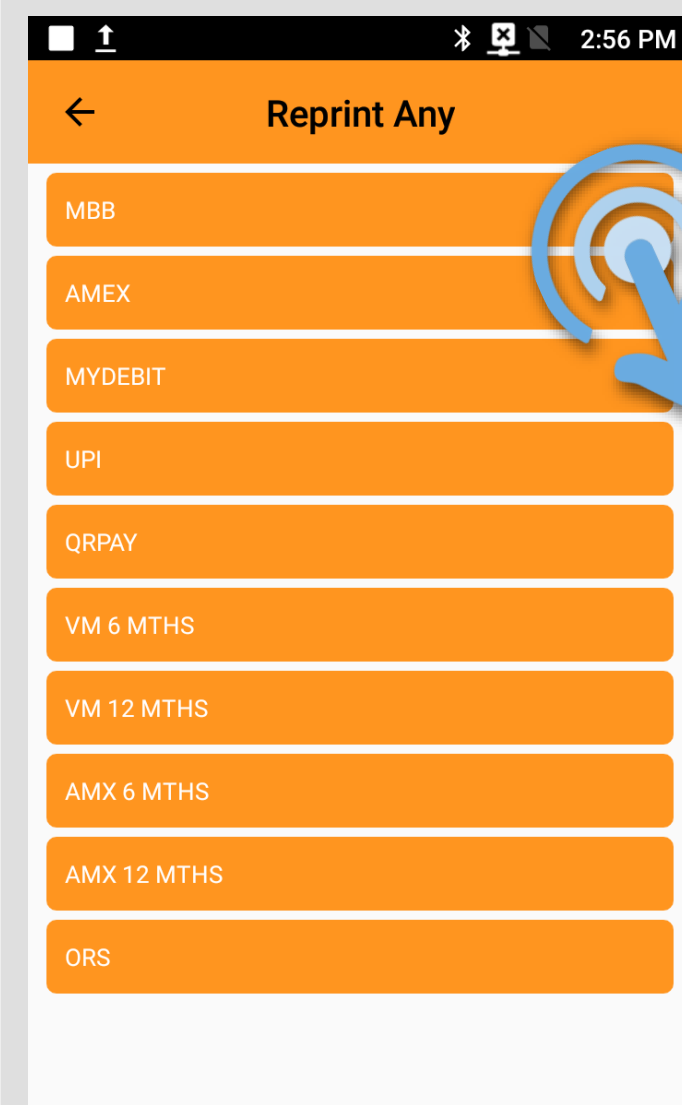 2:56 PM
Reprint Any
MBB
AMEX
MYDEBIT
UPI
QRPAY
VM 6 MTHS
VM 12 MTHS
AMX 6 MTHS
AMX 12 MTHS
ORS